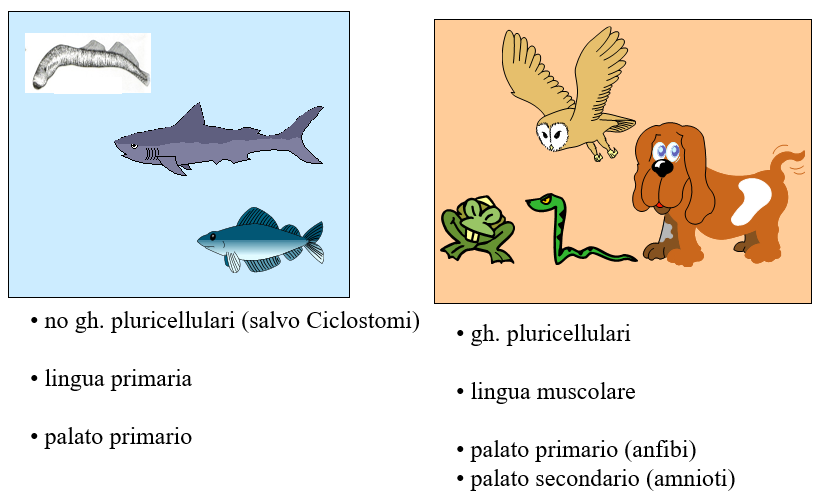 • no gh. pluricellulari (salvo Ciclostomi)
• lingua primaria
• palato primario
• gh. pluricellulari
• lingua muscolare
• palato primario (anfibi)
• palato secondario (amnioti)